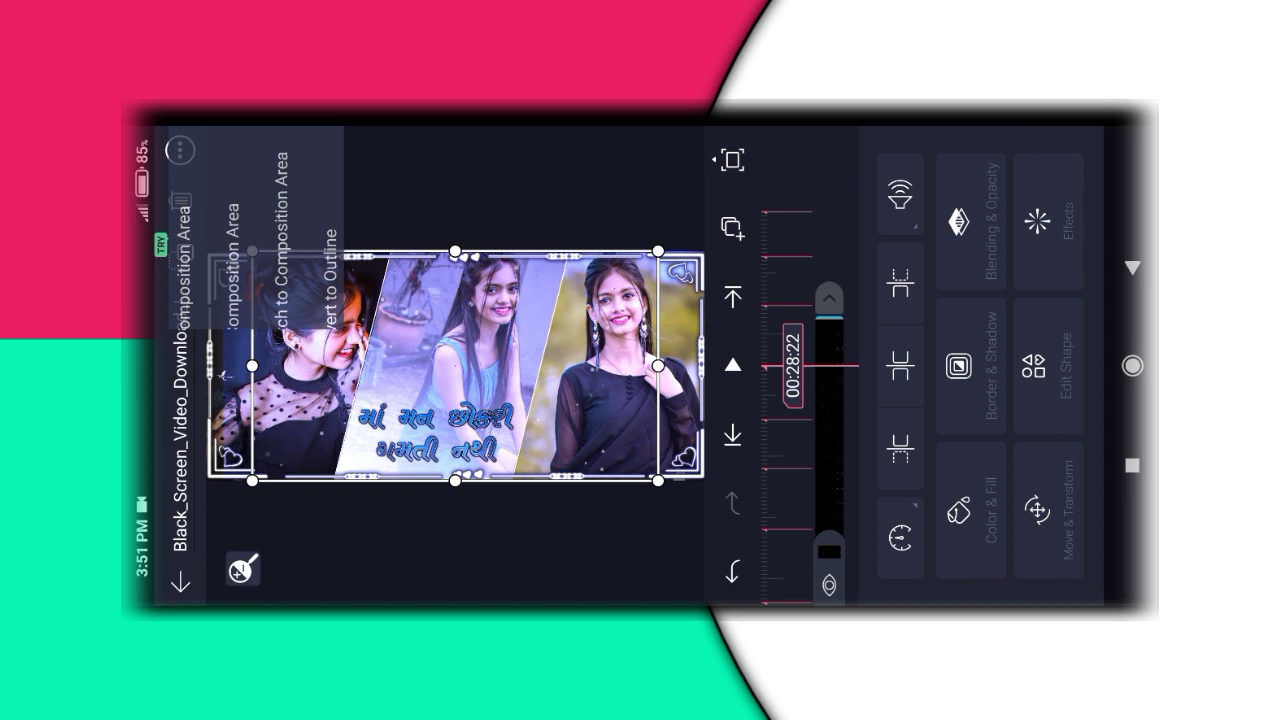 3:51 PM
85%
TRY
Black_Screen_Video_Downlo
omposition Area
omposition Area
ch to Composition Area
vert to Outline
માં મન છોકરી
ગમતી નથી
00:28:22
Color & Fill
Border & Shadow
Blending & Opacity
Move & Transform
Edit Shape
Effects